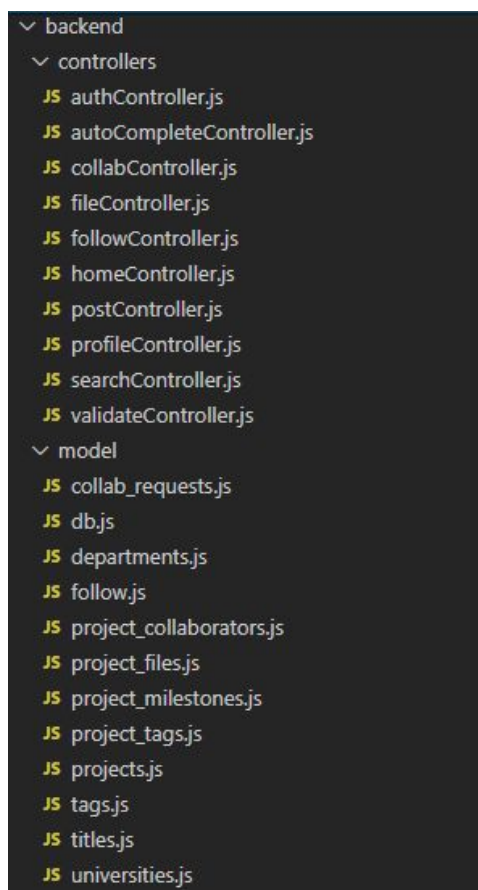 backend
controllers
JS authController.js
JS autoCompleteController.js
JS collabController.js
JS fileController.js
JS followController.js
JS homeController.js
JS postController.js
JS profileController.js
JS searchController.js
JS validateController.js
model
JS collab_requests.js
JS db.js
JS departments.js
JS follow.js
JS project_collaborators.js
JS project_files.js
JS project_milestones.js
JS project_tags.js
JS projects.js
JS tags.js
JS titles.js
JS universities.js